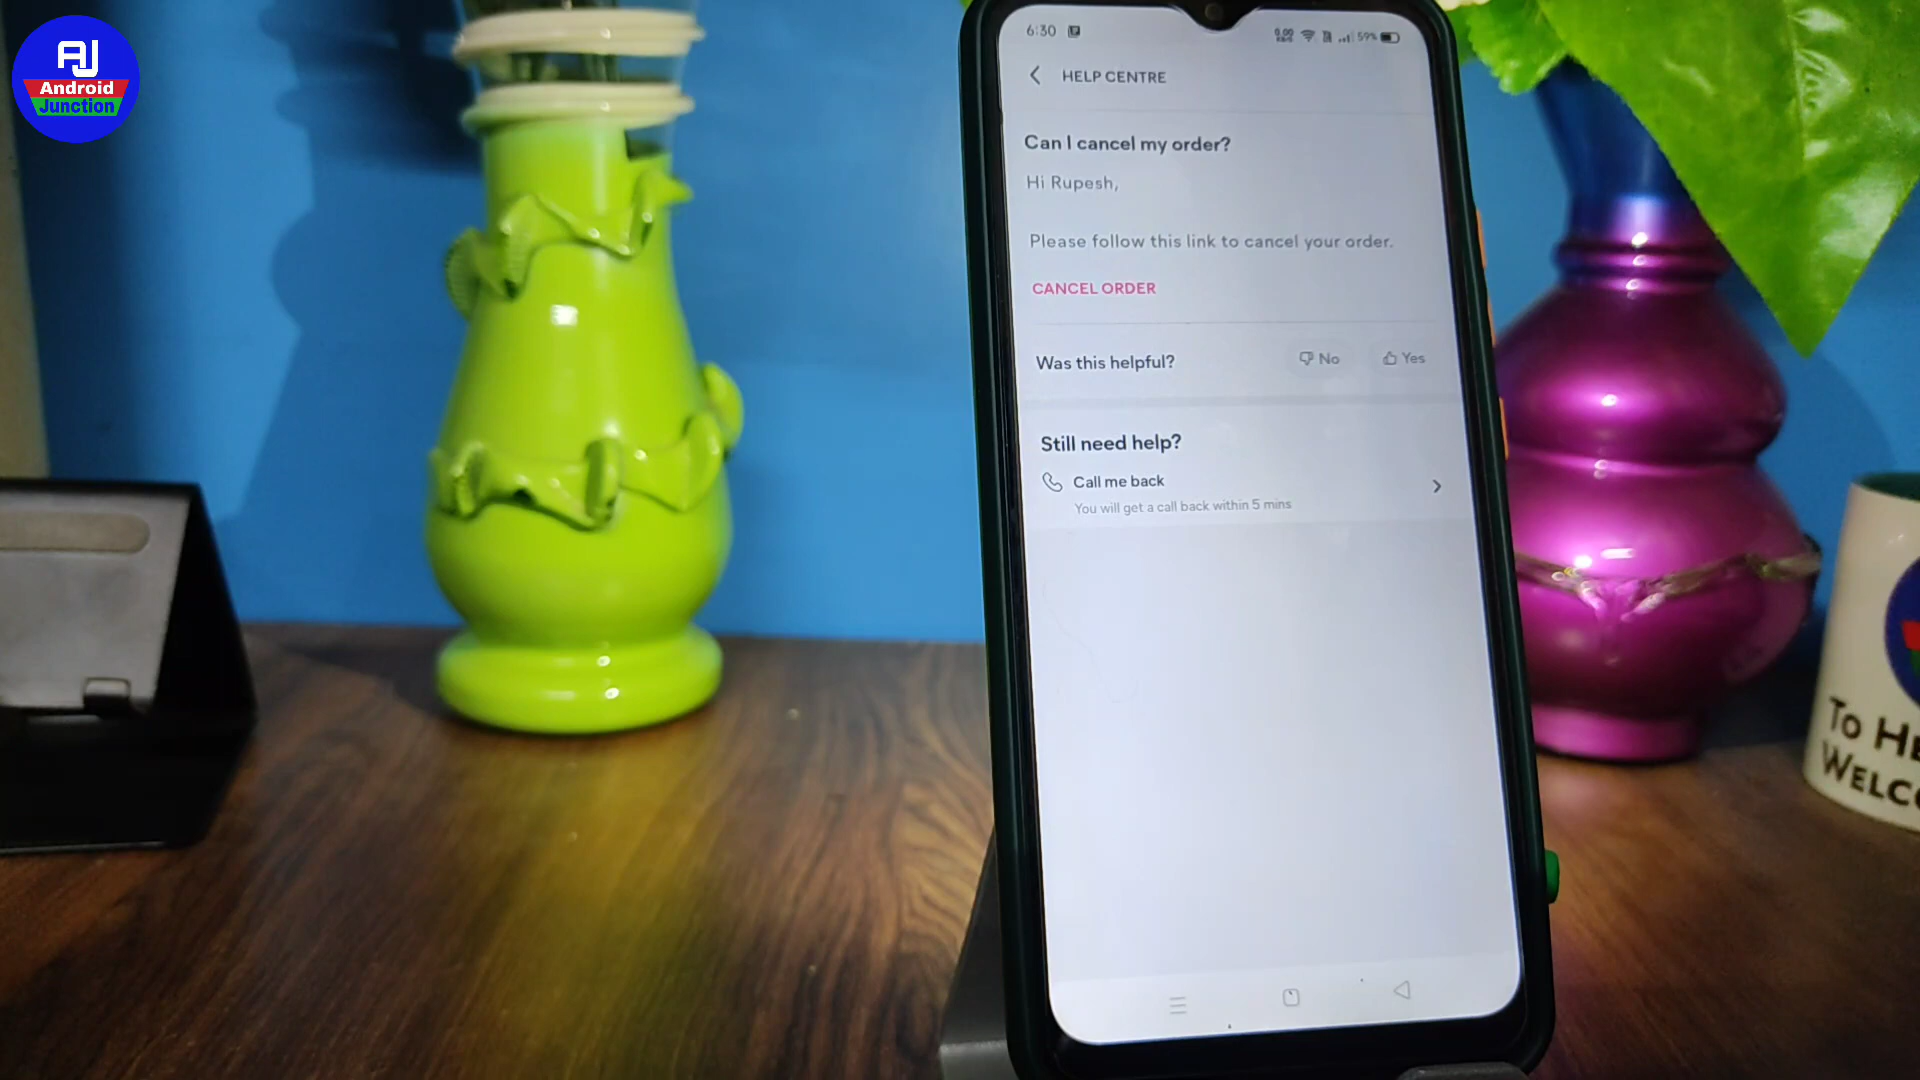 AJ
Android
Junction
6:30
59%
HELP CENTRE
Can I cancel my order?
Hi Rupesh,
Please follow this link to cancel your order.
CANCEL ORDER
Was this helpful?
No
Yes
Still need help?
Call me back
You will get a call back within 5 mins
To